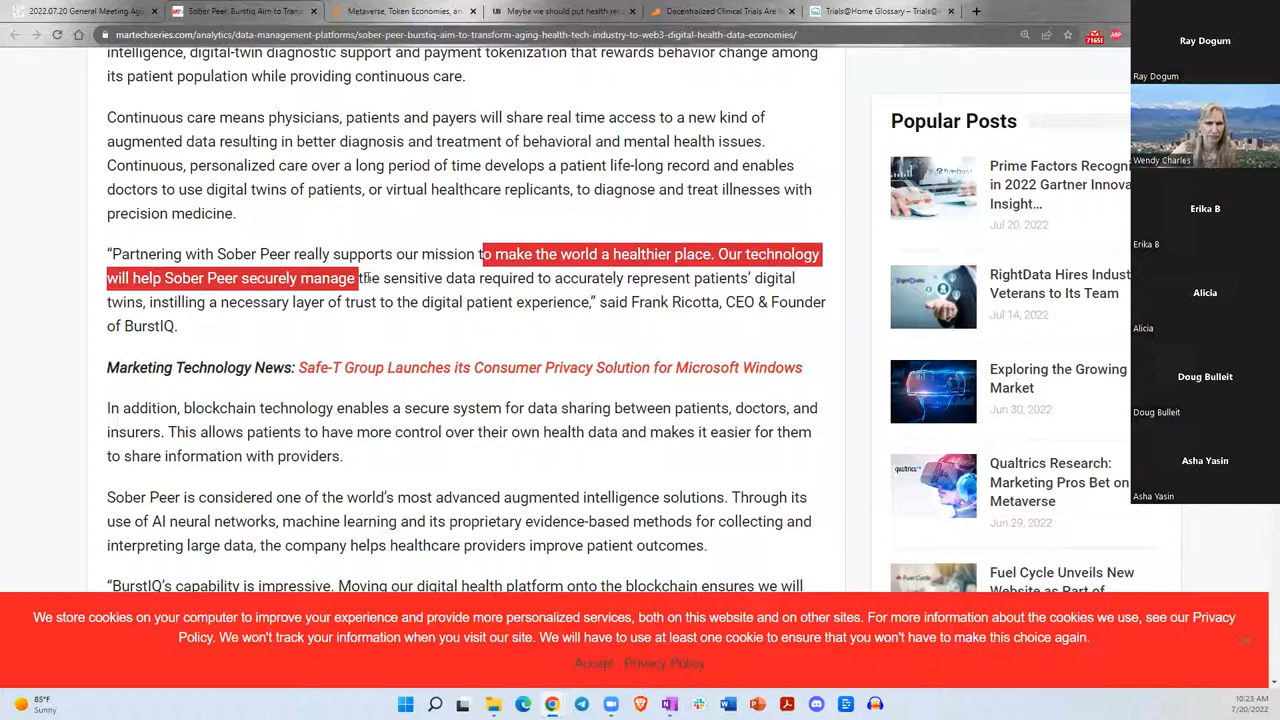 2022.07.20 General Meeting Age
Sober Peer, Burstiq Aim to Trans
Metaverse, Token Economies, an
Maybe we should put health re
Decentralized Clinical Trials Are
Trials@Home Glossary – Trials@
martechseries.com/analytics/data-management-platforms/sober-peer-burstiq-aim-to-transform-aging-health-tech-industry-to-web3-digital-health-data-economies/
intelligence, digital-twin diagnostic support and payment tokenization that rewards behavior change among
its patient population while providing continuous care.
Continuous care means physicians, patients and payers will share real time access to a new kind of
augmented data resulting in better diagnosis and treatment of behavioral and mental health issues.
Continuous, personalized care over a long period of time develops a patient life-long record and enables
doctors to use digital twins of patients, or virtual healthcare replicants, to diagnose and treat illnesses with
precision medicine.
“Partnering with Sober Peer really supports our mission to make the world a healthier place. Our technology
will help Sober Peer securely manage the sensitive data required to accurately represent patients’ digital
twins, instilling a necessary layer of trust to the digital patient experience,” said Frank Ricotta, CEO & Founder
of BurstIQ.
Marketing Technology News: Safe-T Group Launches its Consumer Privacy Solution for Microsoft Windows
In addition, blockchain technology enables a secure system for data sharing between patients, doctors, and
insurers. This allows patients to have more control over their own health data and makes it easier for them
to share information with providers.
Sober Peer is considered one of the world’s most advanced augmented intelligence solutions. Through its
use of AI neural networks, machine learning and its proprietary evidence-based methods for collecting and
interpreting large data, the company helps healthcare providers improve patient outcomes.
“BurstIQ’s capability is impressive. Moving our digital health platform onto the blockchain ensures we will
Popular Posts
Prime Factors Recogni
in 2022 Gartner Innova
Insight…
Jul 20, 2022
RightData Hires Indust
Veterans to Its Team
Jul 14, 2022
Exploring the Growing
Market
Jun 30, 2022
Qualtrics Research:
Marketing Pros Bet on
Metaverse
Jun 29, 2022
Fuel Cycle Unveils New
Website as Part of
Ray Dogum
Ray Dogum
Wendy Charles
Erika B
Erika B
Alicia
Alicia
Doug Bulleit
Doug Bulleit
Asha Yasin
Asha Yasin
We store cookies on your computer to improve your experience and provide more personalized services, both on this website and on other sites. For more information about the cookies we use, see our Privacy
Policy. We won't track your information when you visit our site. We will have to use at least one cookie to ensure that you won't have to make this choice again.
Accept Privacy Policy
85°F
Sunny
10:23 AM
7/20/2022